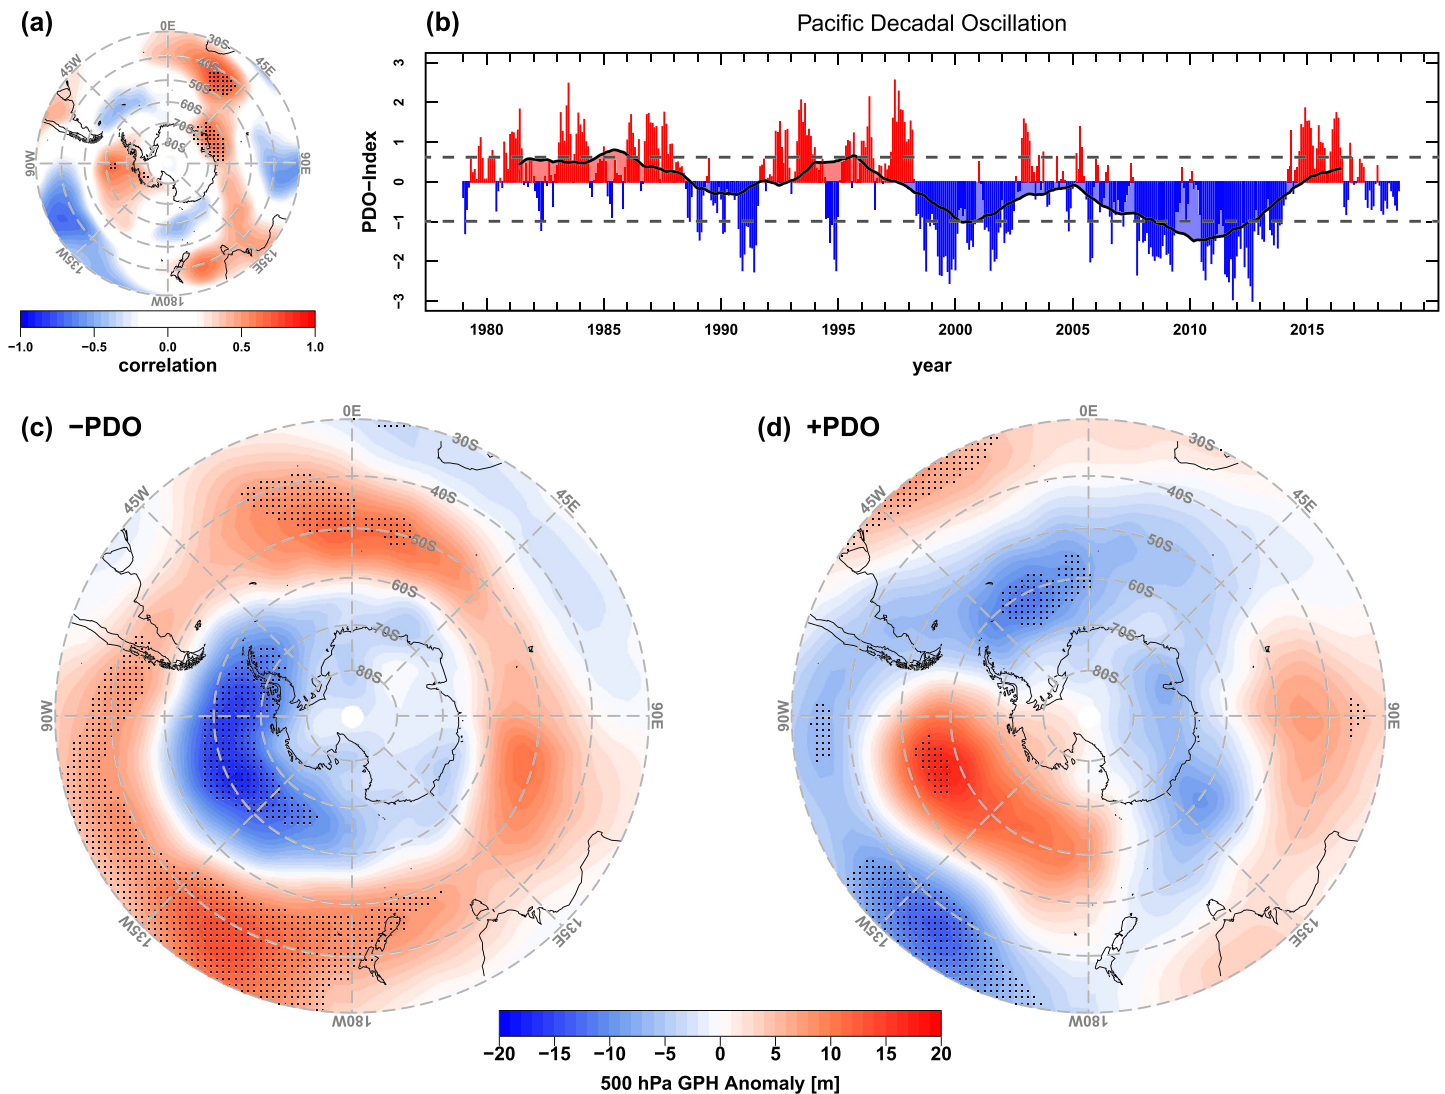 (a)
0E
30S
40S
50S
60S
70S
80S
45E
90E
135E
180W
135W
90W
45W
−1.0 −0.5 0.0 0.5 1.0
correlation
(b) Pacific Decadal Oscillation
PDO−Index
3
2
1
0
−1
−2
−3
1980 1985 1990 1995 2000 2005 2010 2015
year
(c) −PDO
0E
30S
40S
50S
60S
70S
80S
45E
90E
135E
180W
135W
90W
45W
(d) +PDO
0E
30S
40S
50S
60S
70S
80S
45E
90E
135E
180W
135W
90W
45W
−20 −15 −10 −5 0 5 10 15 20
500 hPa GPH Anomaly [m]